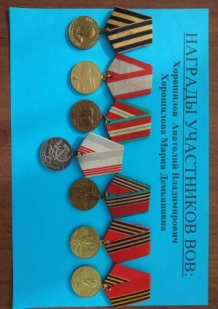 НАГРАДЫ УЧАСТНИКОВ ВОВ:
Хорошилов Анатолий Владимирович
Хорошилова Мария Демьяновна